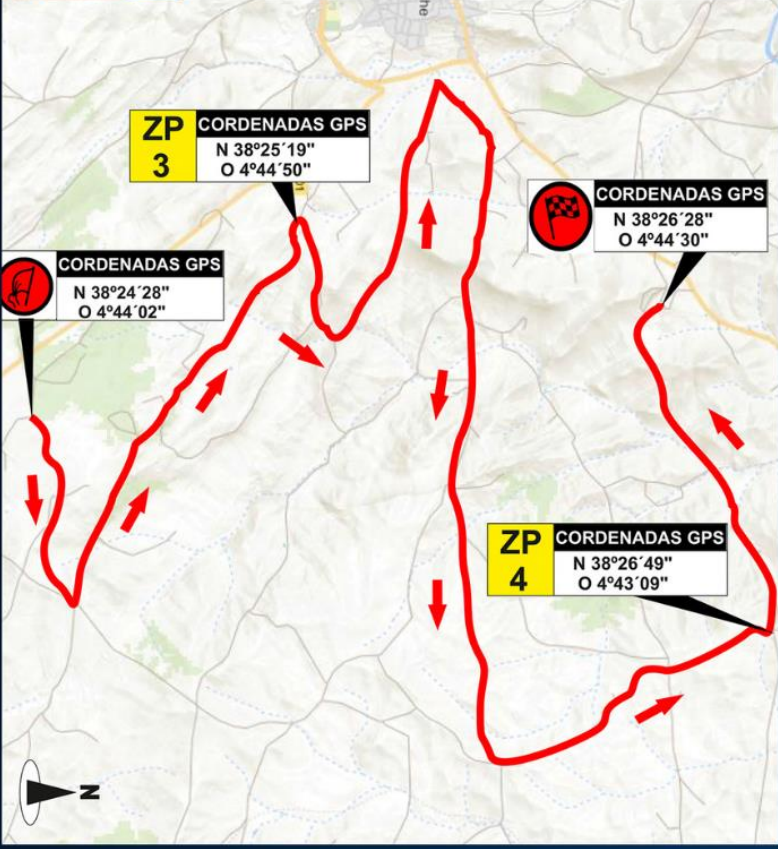 he
ZP
3
CORDENADAS GPS
N 38º25´19"
O 4º44´50"
CORDENADAS GPS
N 38º26´28"
O 4º44´30"
CORDENADAS GPS
N 38º24´28"
O 4º44´02"
ZP
4
CORDENADAS GPS
N 38º26´49"
O 4º43´09"
N